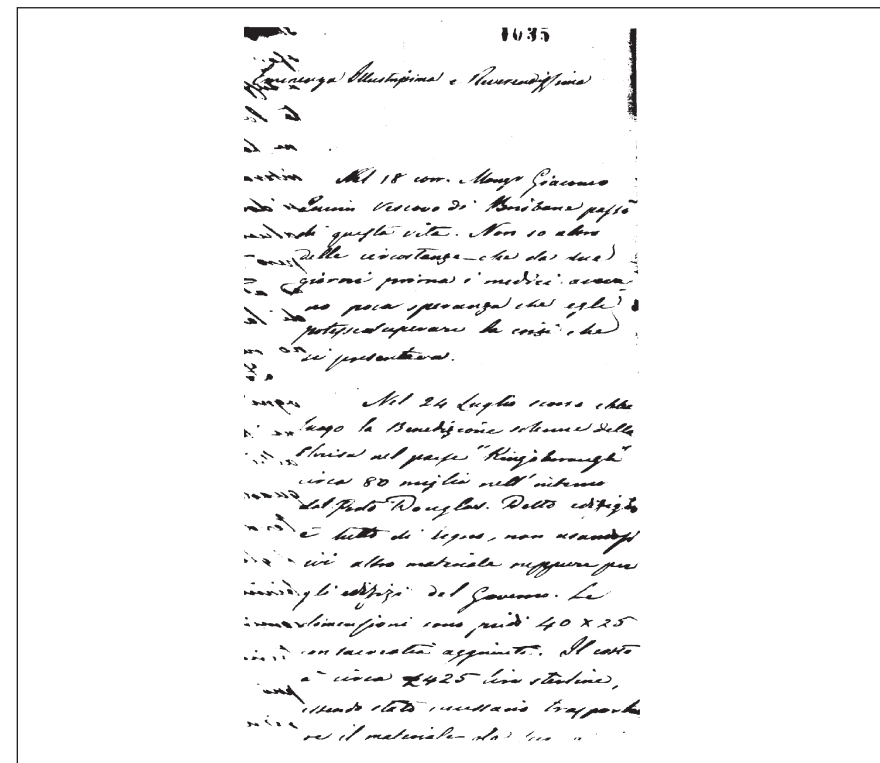 1035
Eminenza Illustrissima e Reverendissima
Nel 18 corr. Monsr Giacomo
Quinn Vescovo di Brisbane passò
di questa vita. Non so altro
delle circostanze che da due
giorni prima i medici aveva
no poca speranza che egli
potesse superare la crisi che
si presentava.
Nel 24 Luglio scorso ebbe
luogo la Benedizione solenne della
Chiesa nel paese "Kingsborough"
circa 80 miglia nell' interno
dal Porto Douglas. Detto edifizio
è tutto di legno, non usandosi
ivi altro materiale neppure per
gli edifizi del Governo. Le
dimensioni sono piedi 40 x 25
con sacrestia aggiunta. Il costo
è circa £425 lire sterline,
essendo stato necessario trasporta
re il materiale da